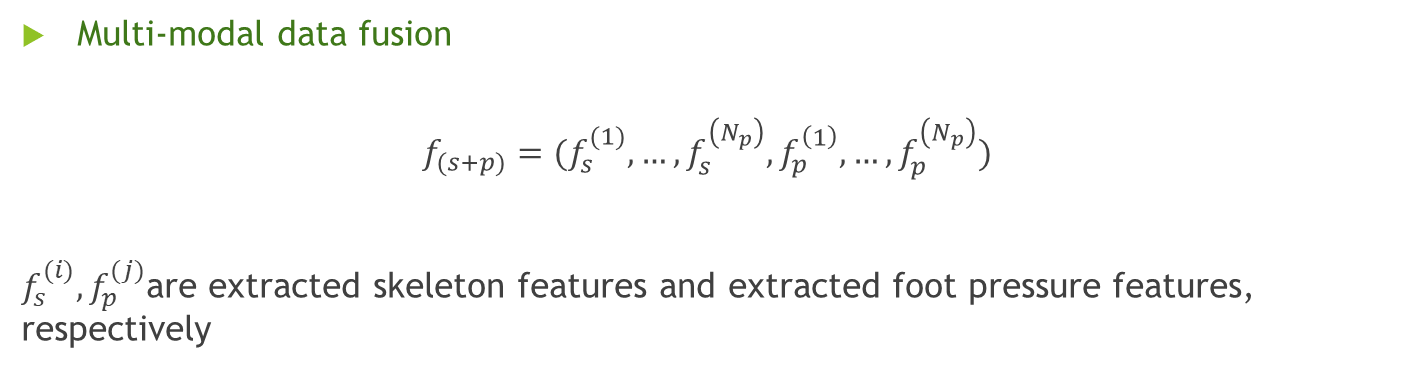 ▶ Multi-modal data fusion
f_{(s+p)} = (f_s^{(1)}, … , f_s^{(N_p)}, f_p^{(1)}, … , f_p^{(N_p)})
f_s^{(i)}, f_p^{(j)} are extracted skeleton features and extracted foot pressure features,
respectively